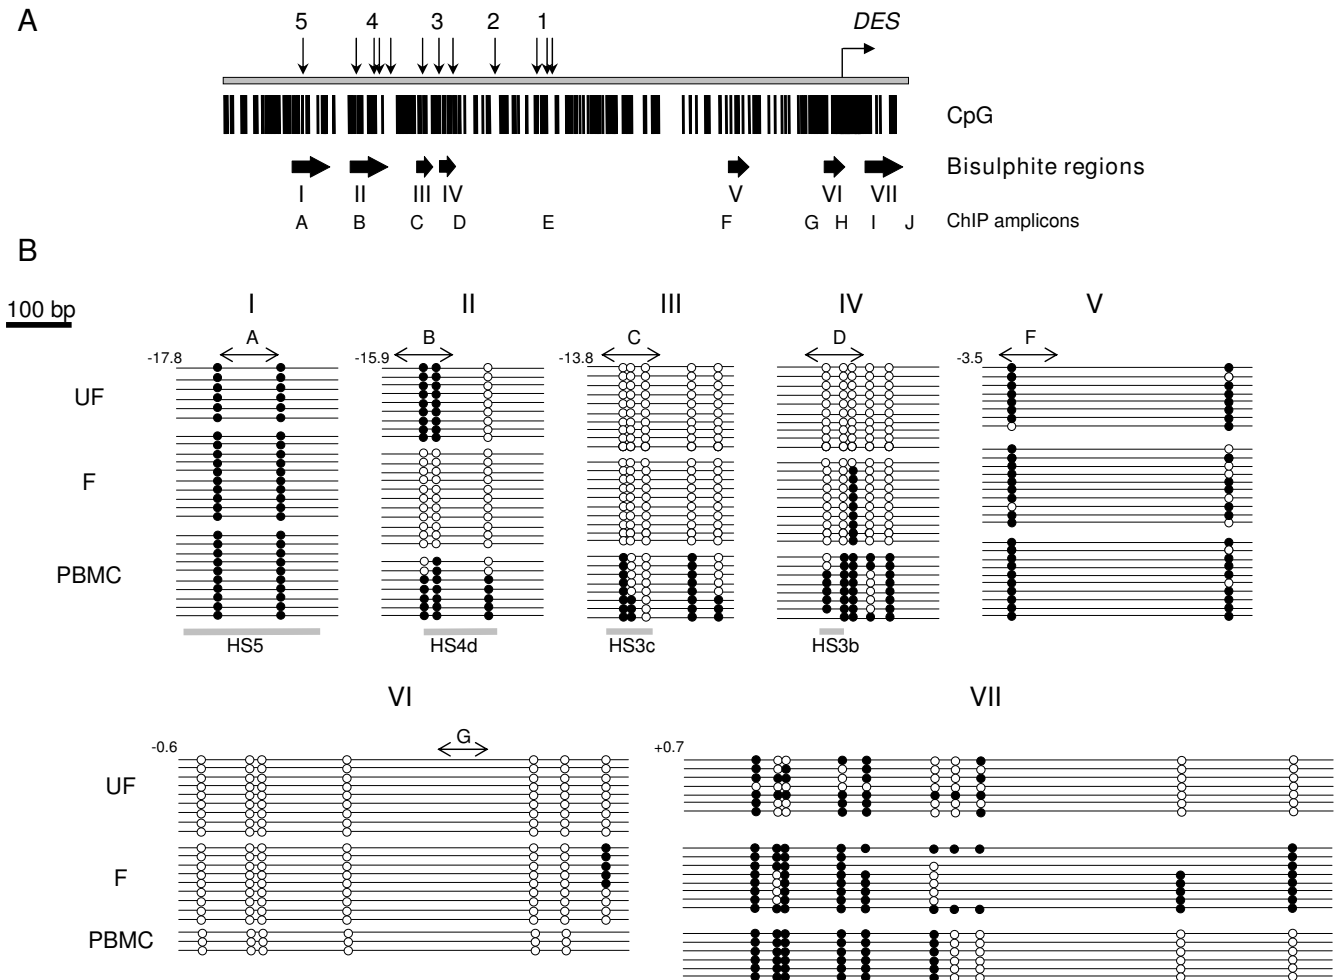 A
5 4 3 2 1 DES
CpG
Bisulphite regions
I II III IV V VI VII
A B C D E F G H I J ChIP amplicons
B
100 bp
I II III IV V
A B C D F
-17.8 -15.9 -13.8 -3.5
UF
F
PBMC
HS5 HS4d HS3c HS3b
VI VII
-0.6 G +0.7
UF
F
PBMC